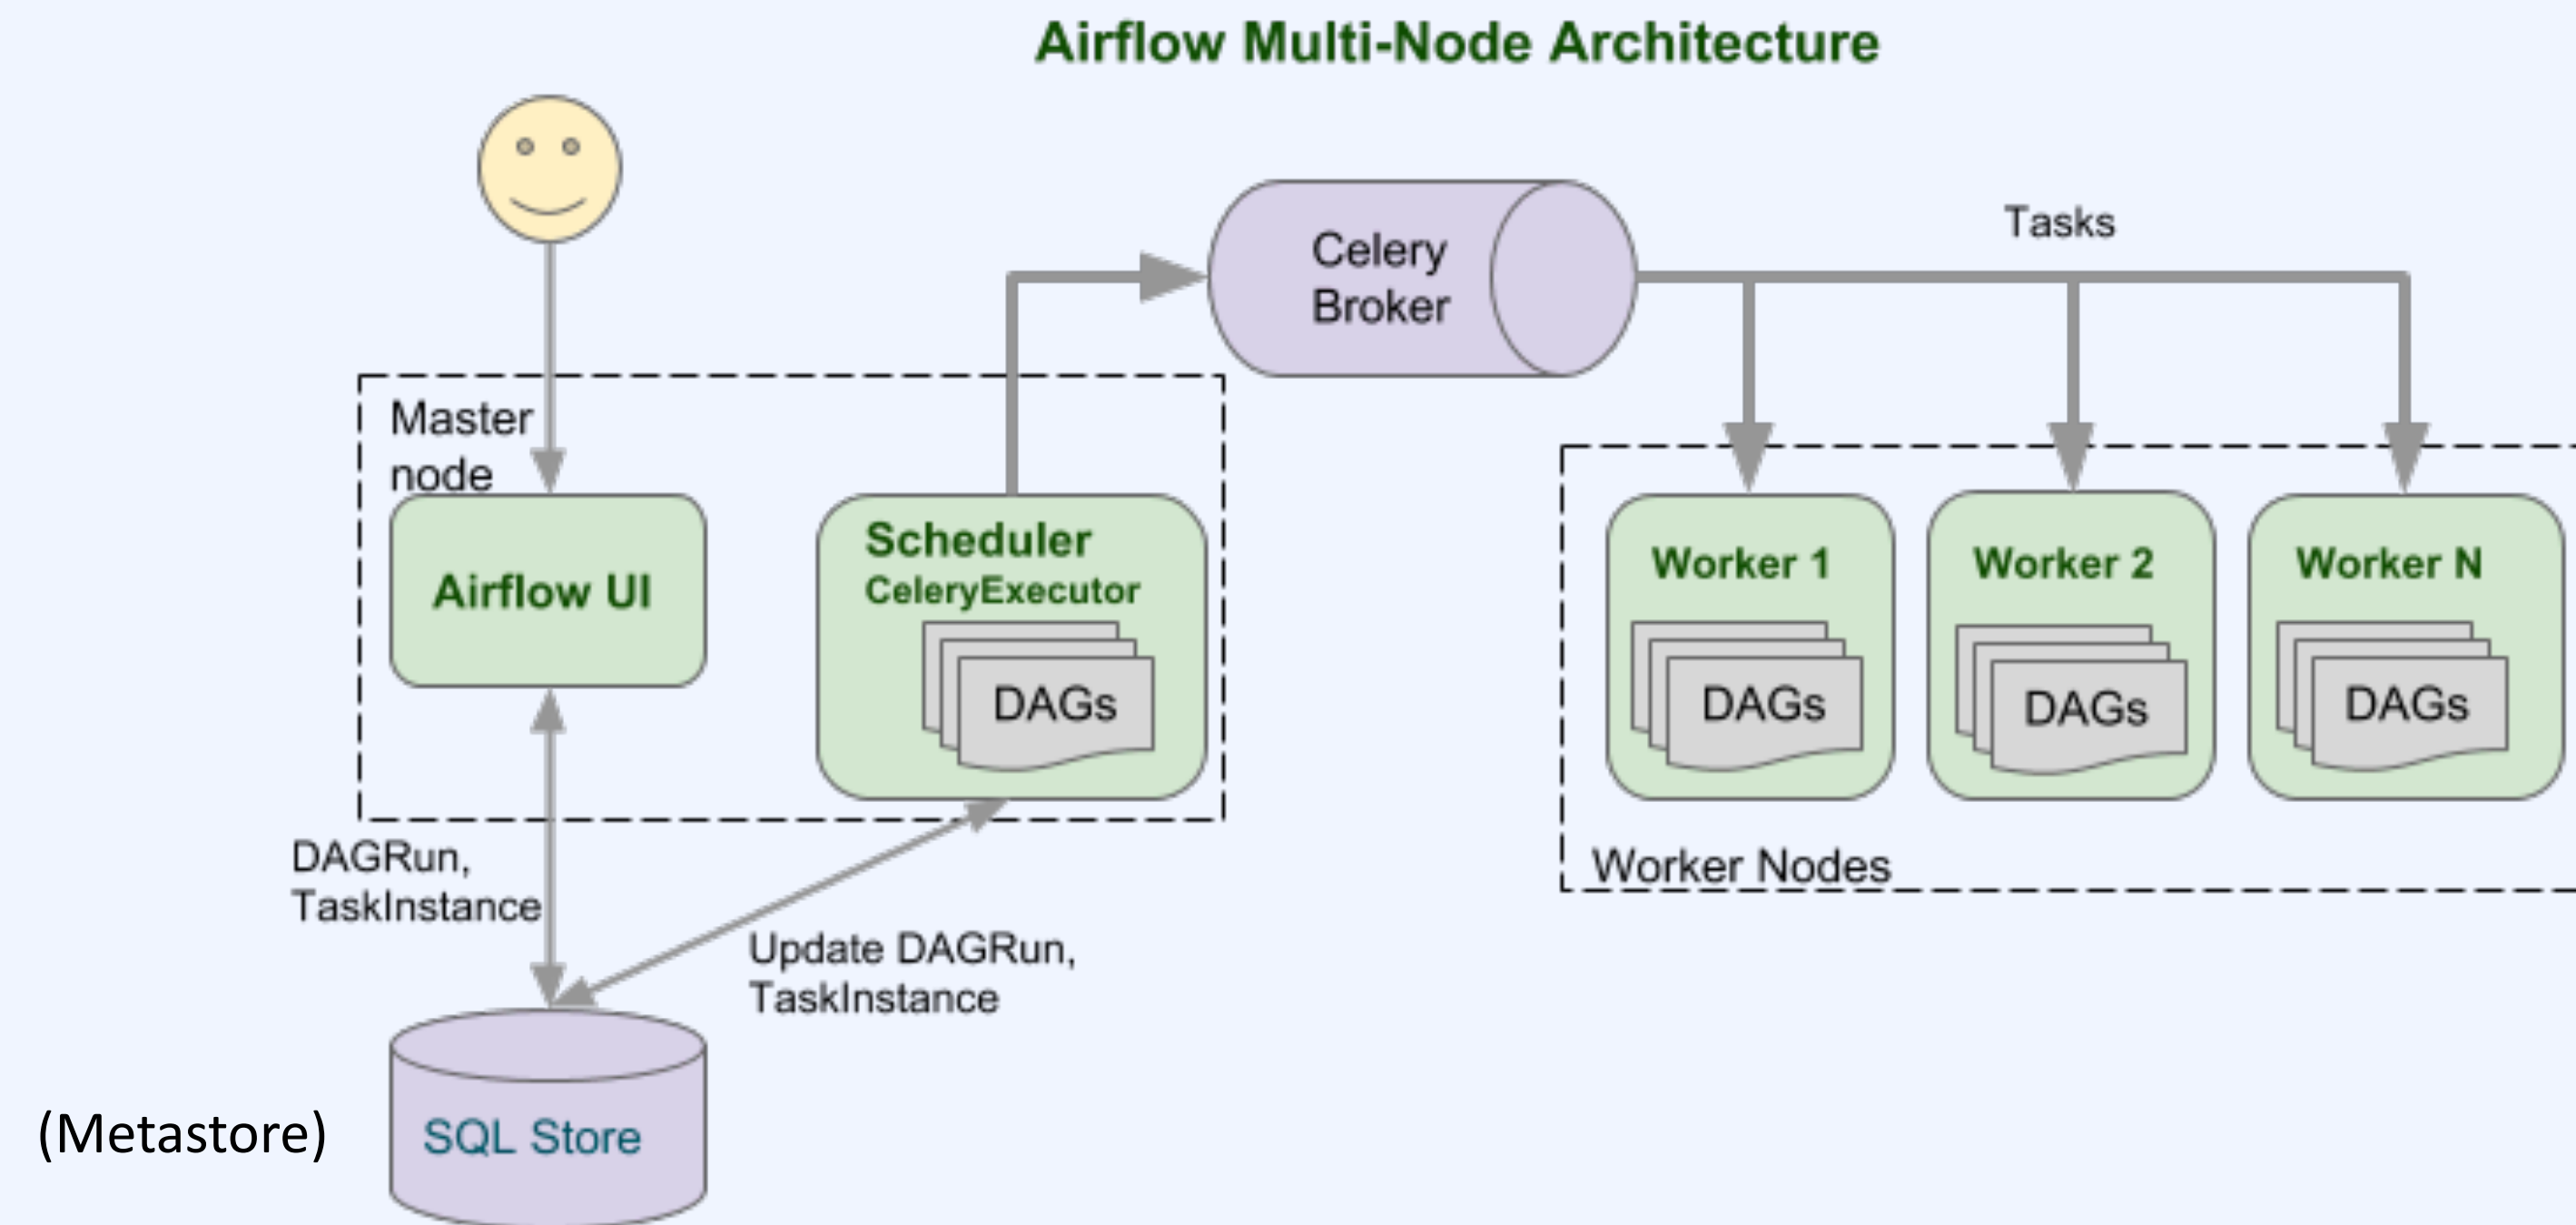 Airflow Multi-Node Architecture
Celery
Broker
Tasks
Master
node
Airflow UI
Scheduler
CeleryExecutor
DAGs
Worker 1
DAGs
Worker 2
DAGs
Worker N
DAGs
Worker Nodes
DAGRun,
TaskInstance
Update DAGRun,
TaskInstance
(Metastore)
SQL Store